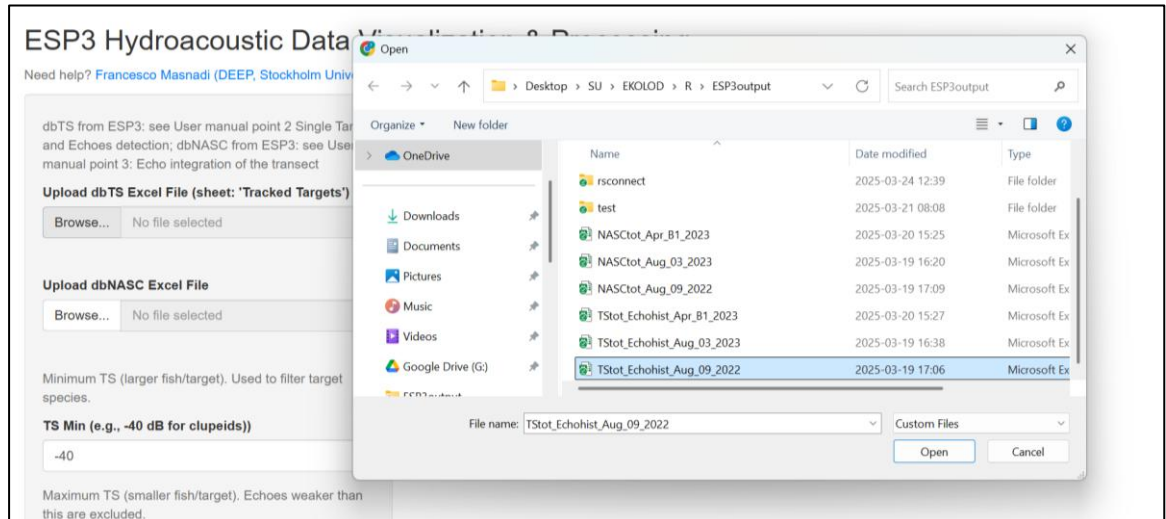 ESP3 Hydroacoustic Data Visualization & Processing
Need help? Francesco Masnadi (DEEP, Stockholm Unive
dbTS from ESP3: see User manual point 2 Single Tar
and Echoes detection; dbNASC from ESP3: see User
manual point 3: Echo integration of the transect
Upload dbTS Excel File (sheet: 'Tracked Targets')
Browse... No file selected
Upload dbNASC Excel File
Browse... No file selected
Minimum TS (larger fish/target). Used to filter target
species.
TS Min (e.g., -40 dB for clupeids))
-40
Maximum TS (smaller fish/target). Echoes weaker than
this are excluded.
Open
Desktop > SU > EKOLOD > R > ESP3output
Search ESP3output
Organize New folder
OneDrive
Downloads
Documents
Pictures
Music
Videos
Google Drive (G:)
ESP3output
Name Date modified Type
rsconnect 2025-03-24 12:39 File folder
test 2025-03-21 08:08 File folder
NASCtot_Apr_B1_2023 2025-03-20 15:25 Microsoft Ex
NASCtot_Aug_03_2023 2025-03-19 16:20 Microsoft Ex
NASCtot_Aug_09_2022 2025-03-19 17:09 Microsoft Ex
TStot_Echohist_Apr_B1_2023 2025-03-20 15:27 Microsoft Ex
TStot_Echohist_Aug_03_2023 2025-03-19 16:38 Microsoft Ex
TStot_Echohist_Aug_09_2022 2025-03-19 17:06 Microsoft Ex
File name: TStot_Echohist_Aug_09_2022 Custom Files
Open Cancel